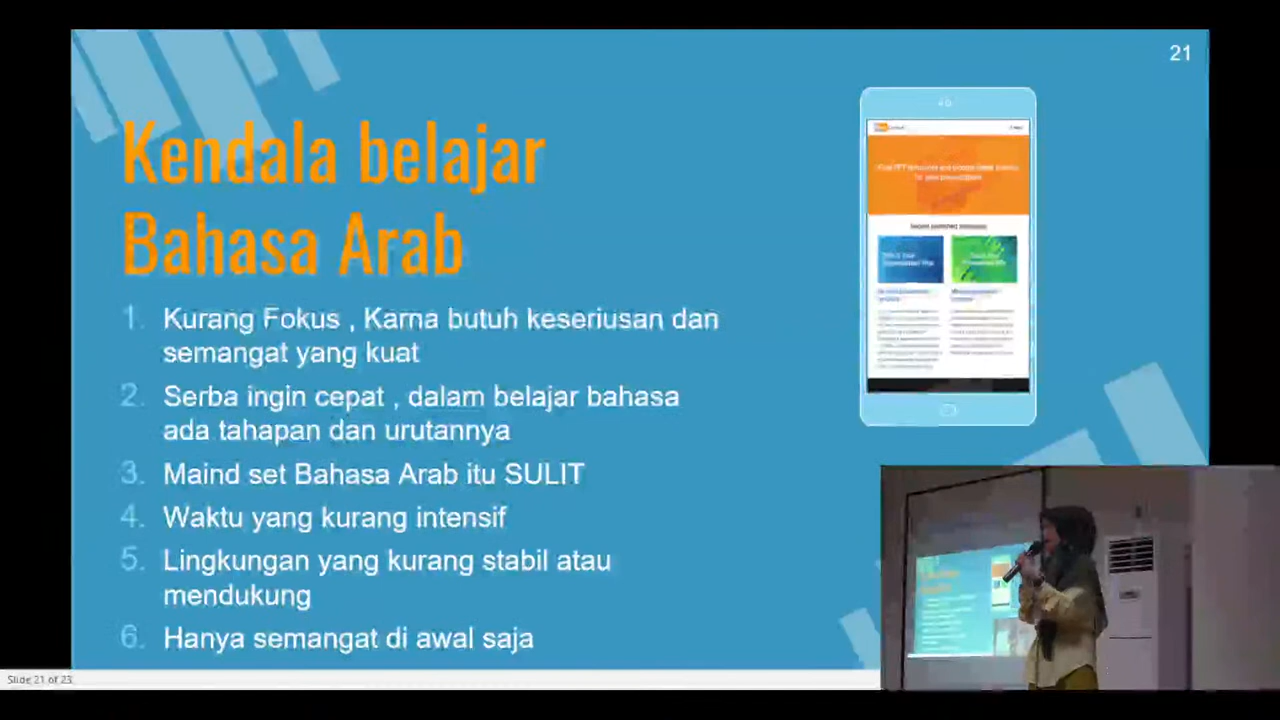 21
Kendala belajar
Bahasa Arab
1. Kurang Fokus , Karna butuh keseriusan dan
semangat yang kuat
2. Serba ingin cepat , dalam belajar bahasa
ada tahapan dan urutannya
3. Maind set Bahasa Arab itu SULIT
4. Waktu yang kurang intensif
5. Lingkungan yang kurang stabil atau
mendukung
6. Hanya semangat di awal saja
Slide 21 of 23